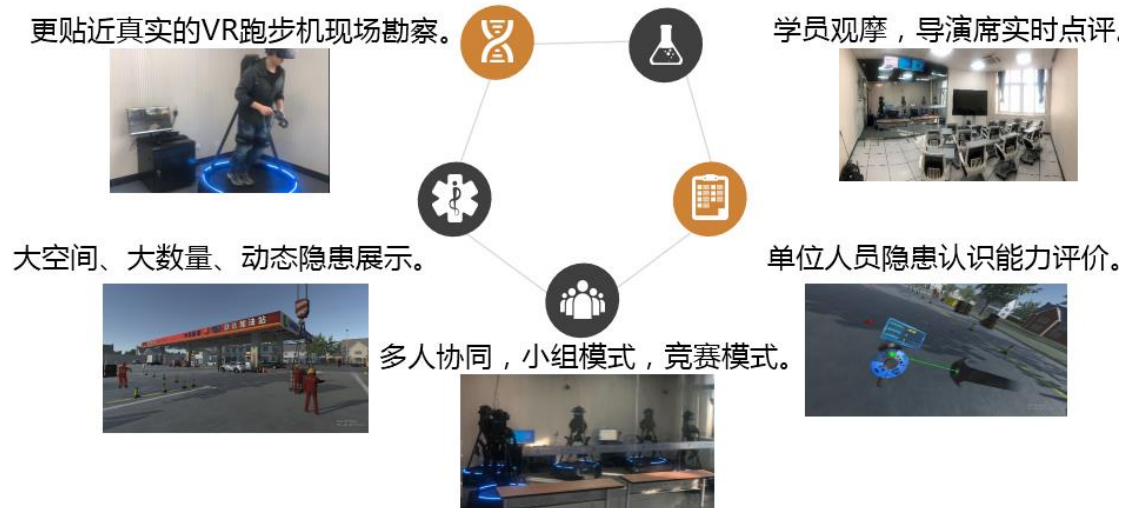 更贴近真实的VR跑步机现场勘察。
学员观摩，导演席实时点评.
大空间、大数量、动态隐患展示。
单位人员隐患认识能力评价。
多人协同，小组模式，竞赛模式。